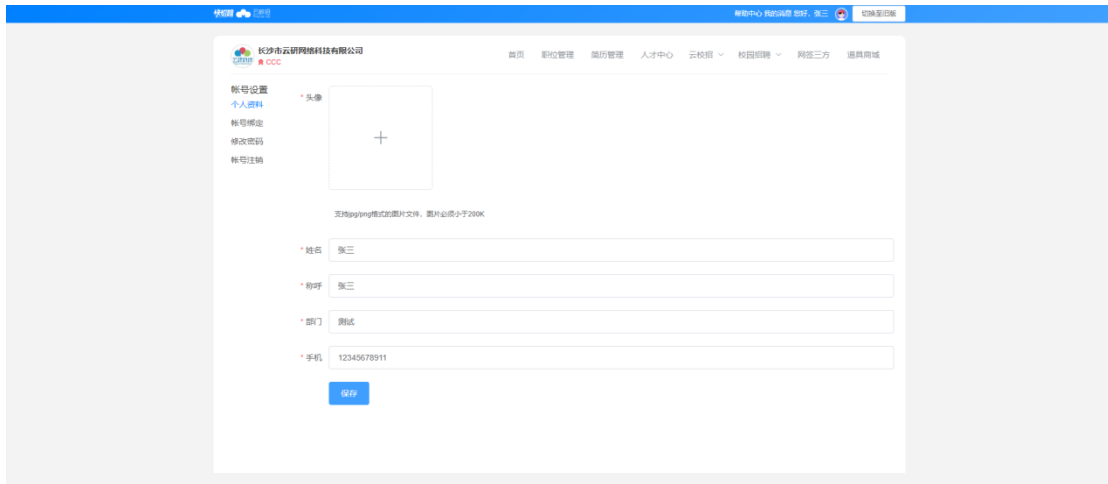 帮助中心 我的消息 您好，张三 切换至旧版
长沙市云研网络科技有限公司
CCC
首页 职位管理 简历管理 人才中心 云校招 校园招聘 网签三方 道具商城
帐号设置
个人资料
帐号绑定
修改密码
帐号注销
* 头像
支持jpg/png格式的图片文件，图片必须小于200K
* 姓名 张三
* 称呼 张三
* 部门 测试
* 手机 12345678911
保存